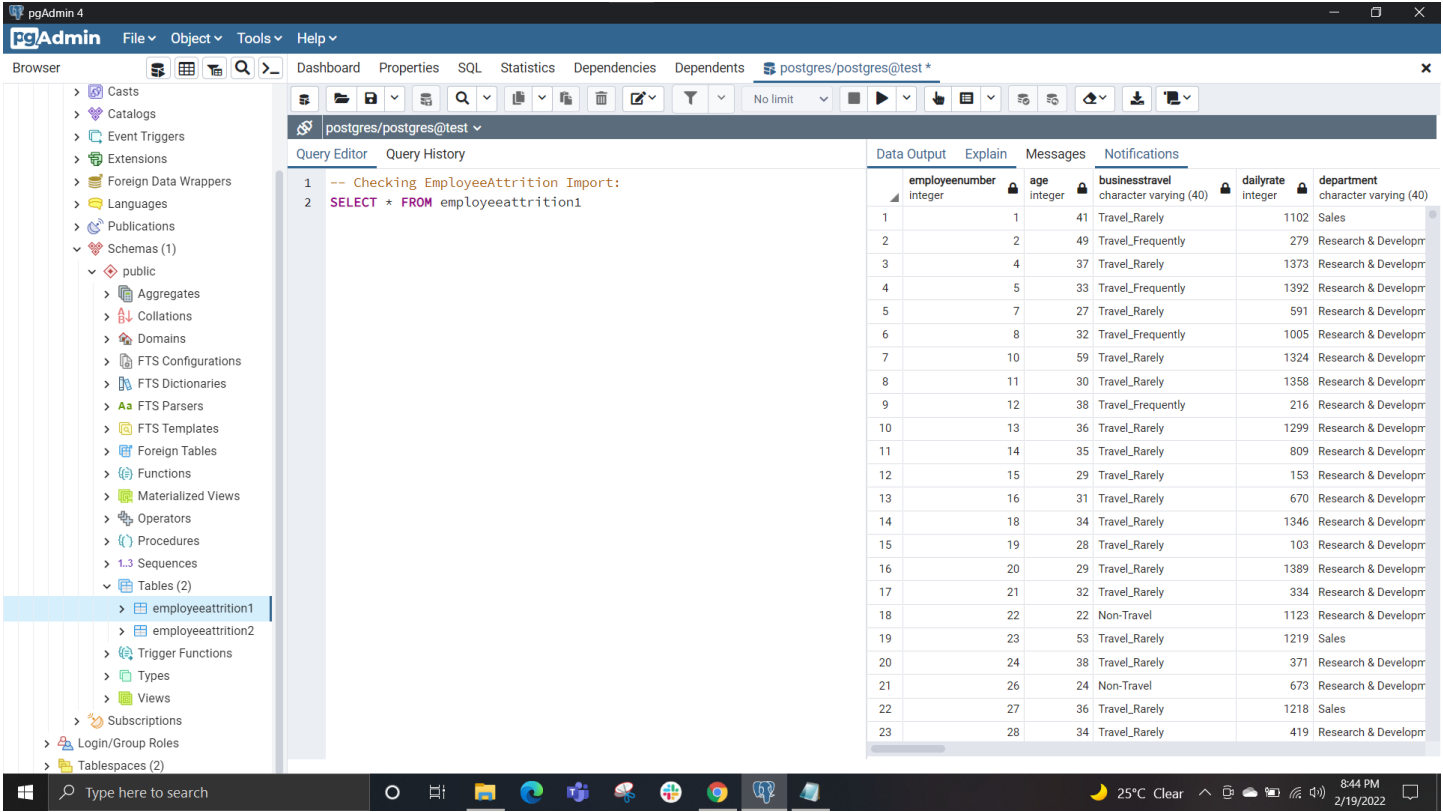 pgAdmin 4
pgAdmin File Object Tools Help
Browser Dashboard Properties SQL Statistics Dependencies Dependents postgres/postgres@test *
No limit
postgres/postgres@test
Casts
Catalogs
Event Triggers
Extensions
Foreign Data Wrappers
Languages
Publications
Schemas (1)
public
Aggregates
Collations
Domains
FTS Configurations
FTS Dictionaries
Aa FTS Parsers
FTS Templates
Foreign Tables
Functions
Materialized Views
Operators
Procedures
1..3 Sequences
Tables (2)
employeeattrition1
employeeattrition2
Trigger Functions
Types
Views
Subscriptions
Login/Group Roles
Tablespaces (2)
Query Editor Query History
1 -- Checking EmployeeAttrition Import:
2 SELECT * FROM employeeattrition1
Data Output Explain Messages Notifications
employeenumber age businesstravel dailyrate department
integer integer character varying (40) integer character varying (40)
1 1 41 Travel_Rarely 1102 Sales
2 2 49 Travel_Frequently 279 Research & Developm
3 4 37 Travel_Rarely 1373 Research & Developm
4 5 33 Travel_Frequently 1392 Research & Developm
5 7 27 Travel_Rarely 591 Research & Developm
6 8 32 Travel_Frequently 1005 Research & Developm
7 10 59 Travel_Rarely 1324 Research & Developm
8 11 30 Travel_Rarely 1358 Research & Developm
9 12 38 Travel_Frequently 216 Research & Developm
10 13 36 Travel_Rarely 1299 Research & Developm
11 14 35 Travel_Rarely 809 Research & Developm
12 15 29 Travel_Rarely 153 Research & Developm
13 16 31 Travel_Rarely 670 Research & Developm
14 18 34 Travel_Rarely 1346 Research & Developm
15 19 28 Travel_Rarely 103 Research & Developm
16 20 29 Travel_Rarely 1389 Research & Developm
17 21 32 Travel_Rarely 334 Research & Developm
18 22 22 Non-Travel 1123 Research & Developm
19 23 53 Travel_Rarely 1219 Sales
20 24 38 Travel_Rarely 371 Research & Developm
21 26 24 Non-Travel 673 Research & Developm
22 27 36 Travel_Rarely 1218 Sales
23 28 34 Travel_Rarely 419 Research & Developm
Type here to search
25°C Clear
8:44 PM
2/19/2022